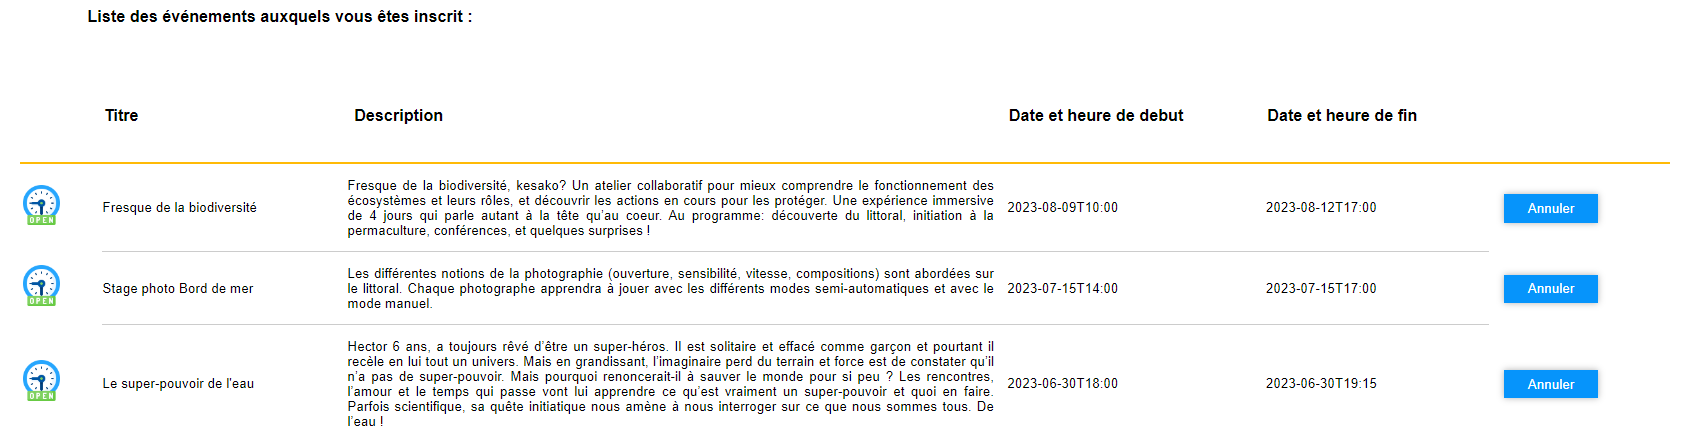 Liste des événements auxquels vous êtes inscrit :
Titre Description Date et heure de debut Date et heure de fin
OPEN
Fresque de la biodiversité
Fresque de la biodiversité, kesako? Un atelier collaboratif pour mieux comprendre le fonctionnement des
écosystèmes et leurs rôles, et découvrir les actions en cours pour les protéger. Une expérience immersive
de 4 jours qui parle autant à la tête qu’au coeur. Au programme: découverte du littoral, initiation à la
permaculture, conférences, et quelques surprises !
2023-08-09T10:00
2023-08-12T17:00
Annuler
OPEN
Stage photo Bord de mer
Les différentes notions de la photographie (ouverture, sensibilité, vitesse, compositions) sont abordées sur
le littoral. Chaque photographe apprendra à jouer avec les différents modes semi-automatiques et avec le
mode manuel.
2023-07-15T14:00
2023-07-15T17:00
Annuler
OPEN
Le super-pouvoir de l'eau
Hector 6 ans, a toujours rêvé d’être un super-héros. Il est solitaire et effacé comme garçon et pourtant il
recèle en lui tout un univers. Mais en grandissant, l’imaginaire perd du terrain et force est de constater qu’il
n’a pas de super-pouvoir. Mais pourquoi renoncerait-il à sauver le monde pour si peu ? Les rencontres,
l’amour et le temps qui passe vont lui apprendre ce qu’est vraiment un super-pouvoir et quoi en faire.
Parfois scientifique, sa quête initiatique nous amène à nous interroger sur ce que nous sommes tous. De
l’eau !
2023-06-30T18:00
2023-06-30T19:15
Annuler